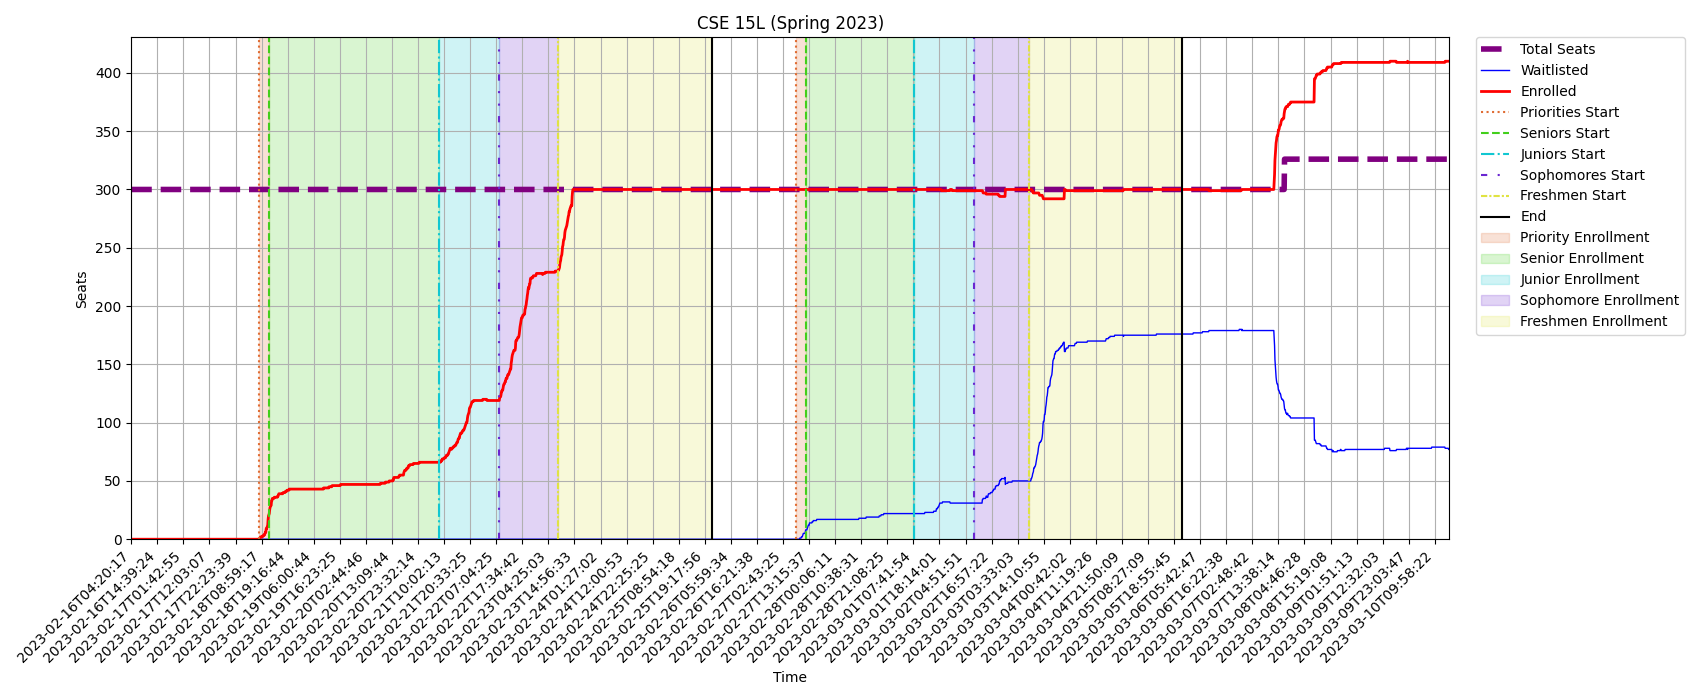 CSE 15L (Spring 2023)
Seats
400
350
300
250
200
150
100
50
0
2023-02-16T04:20:17
2023-02-16T14:39:24
2023-02-17T01:42:55
2023-02-17T12:03:07
2023-02-17T22:23:39
2023-02-18T08:59:17
2023-02-18T19:16:44
2023-02-19T06:00:44
2023-02-19T16:23:25
2023-02-20T02:44:46
2023-02-20T13:09:44
2023-02-20T23:32:14
2023-02-21T10:02:13
2023-02-21T20:33:25
2023-02-22T07:04:25
2023-02-22T17:34:42
2023-02-23T04:25:03
2023-02-23T14:56:33
2023-02-24T01:27:02
2023-02-24T12:00:53
2023-02-24T22:25:25
2023-02-25T08:54:18
2023-02-25T19:17:56
2023-02-26T05:59:34
2023-02-26T16:21:38
2023-02-27T02:43:25
2023-02-27T13:15:37
2023-02-28T00:06:11
2023-02-28T10:38:31
2023-02-28T21:08:25
2023-03-01T07:41:54
2023-03-01T18:14:01
2023-03-02T04:51:51
2023-03-02T16:57:22
2023-03-03T03:33:03
2023-03-03T14:10:55
2023-03-04T00:42:02
2023-03-04T11:19:26
2023-03-04T21:50:09
2023-03-05T08:27:09
2023-03-05T18:55:45
2023-03-06T05:42:47
2023-03-06T16:22:38
2023-03-07T02:48:42
2023-03-07T13:38:14
2023-03-08T04:46:28
2023-03-08T15:19:08
2023-03-09T01:51:13
2023-03-09T12:32:03
2023-03-09T23:03:47
2023-03-10T09:58:22
Time
Total Seats
Waitlisted
Enrolled
Priorities Start
Seniors Start
Juniors Start
Sophomores Start
Freshmen Start
End
Priority Enrollment
Senior Enrollment
Junior Enrollment
Sophomore Enrollment
Freshmen Enrollment